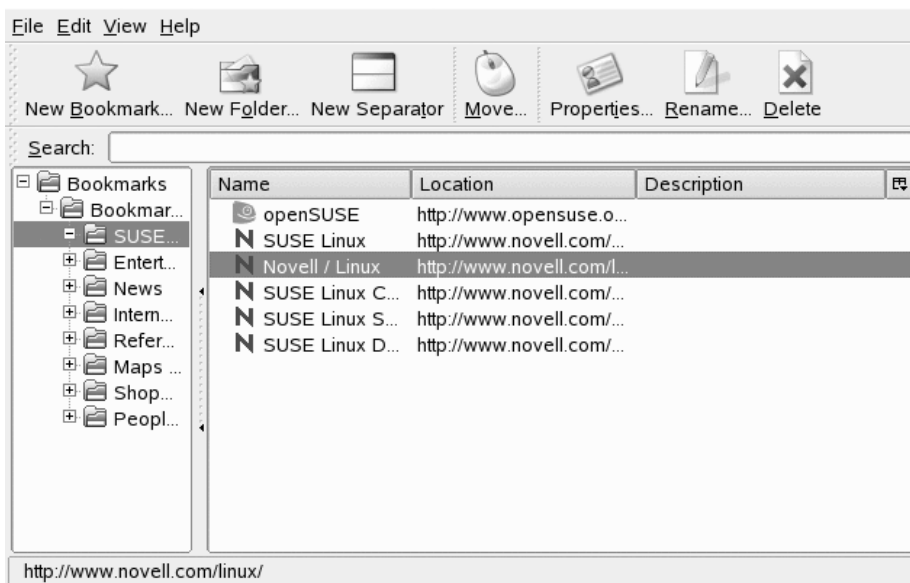 File Edit View Help
New Bookmark... New Folder... New Separator Move... Properties... Rename... Delete
Search:
Bookmarks
Bookmar...
SUSE...
Entert...
News
Intern...
Refer...
Maps ...
Shop...
Peopl...
Name Location Description
openSUSE http://www.opensuse.o...
SUSE Linux http://www.novell.com/...
Novell / Linux http://www.novell.com/l...
SUSE Linux C... http://www.novell.com/...
SUSE Linux S... http://www.novell.com/...
SUSE Linux D... http://www.novell.com/...
http://www.novell.com/linux/